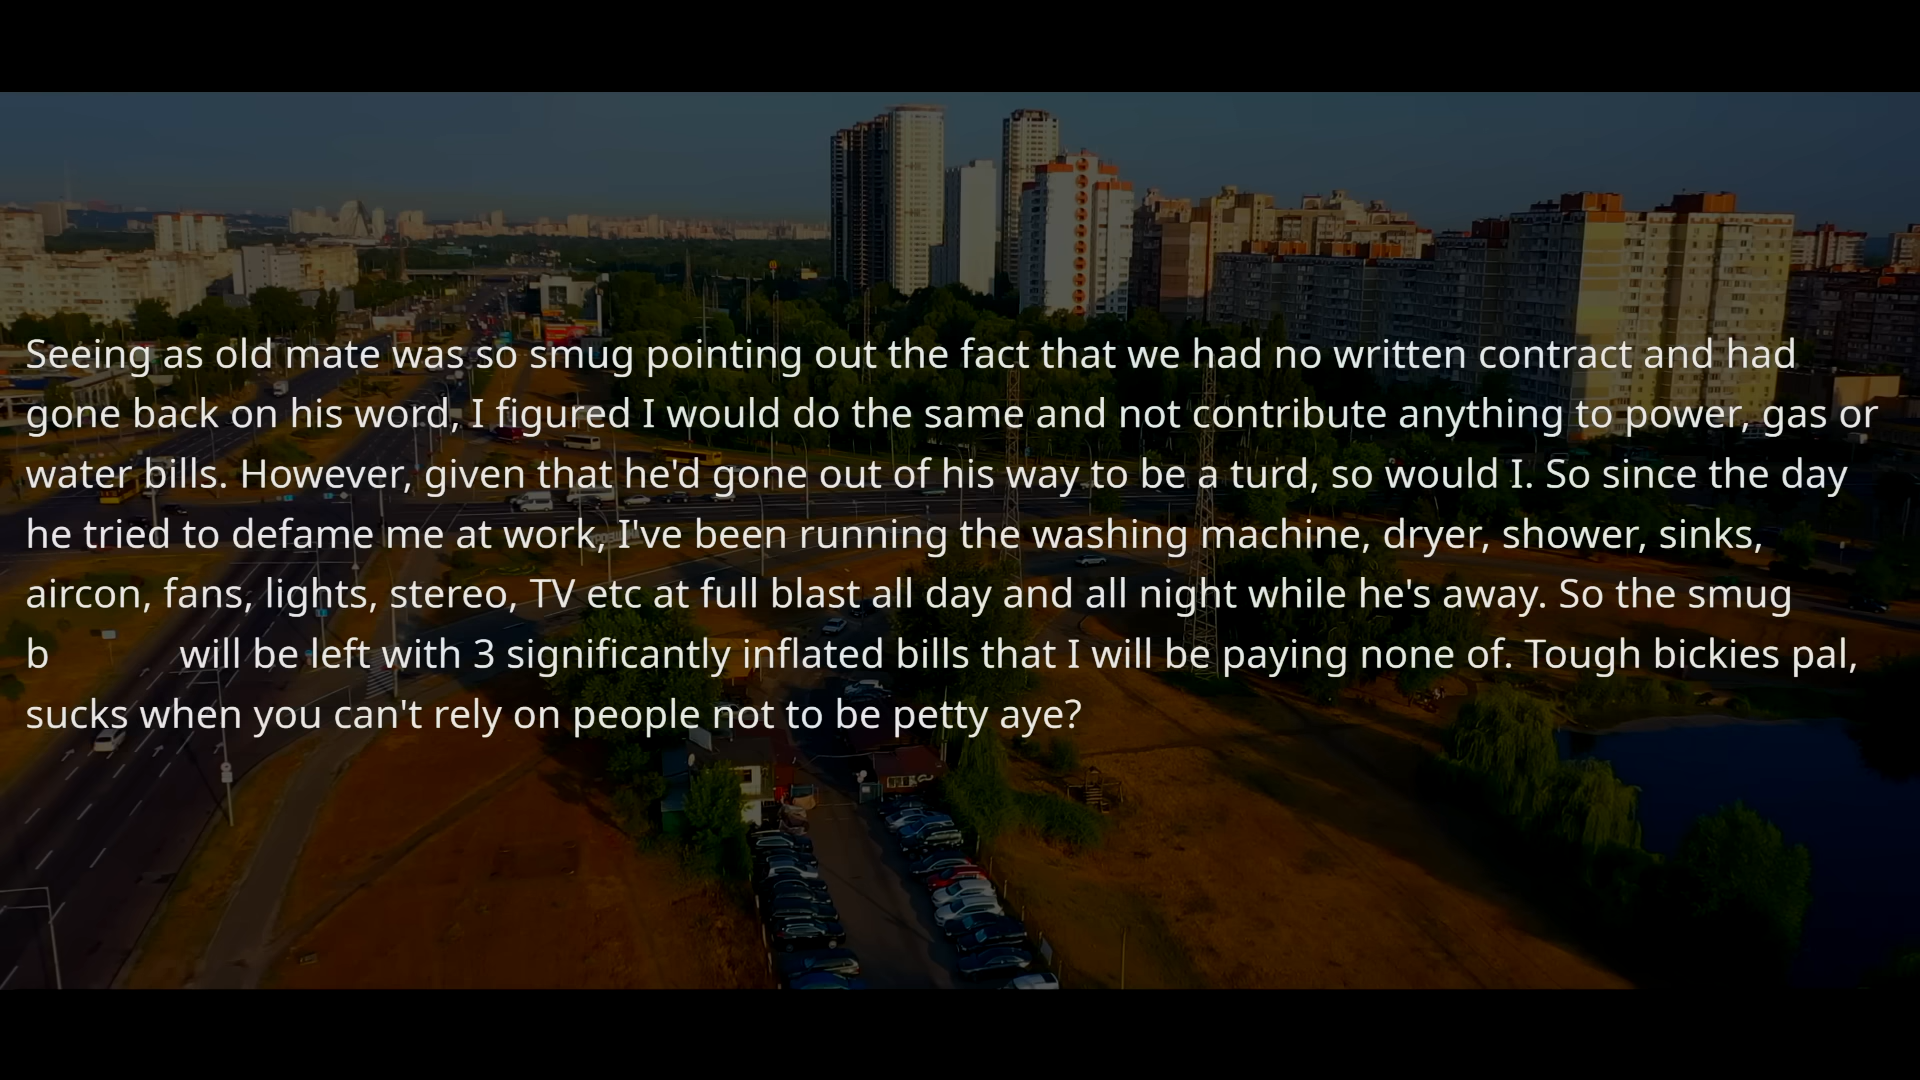 Seeing as old mate was so smug pointing out the fact that we had no written contract and had
gone back on his word, I figured I would do the same and not contribute anything to power, gas or
water bills. However, given that he'd gone out of his way to be a turd, so would I. So since the day
he tried to defame me at work, I've been running the washing machine, dryer, shower, sinks,
aircon, fans, lights, stereo, TV etc at full blast all day and all night while he's away. So the smug
b will be left with 3 significantly inflated bills that I will be paying none of. Tough bickies pal,
sucks when you can't rely on people not to be petty aye?